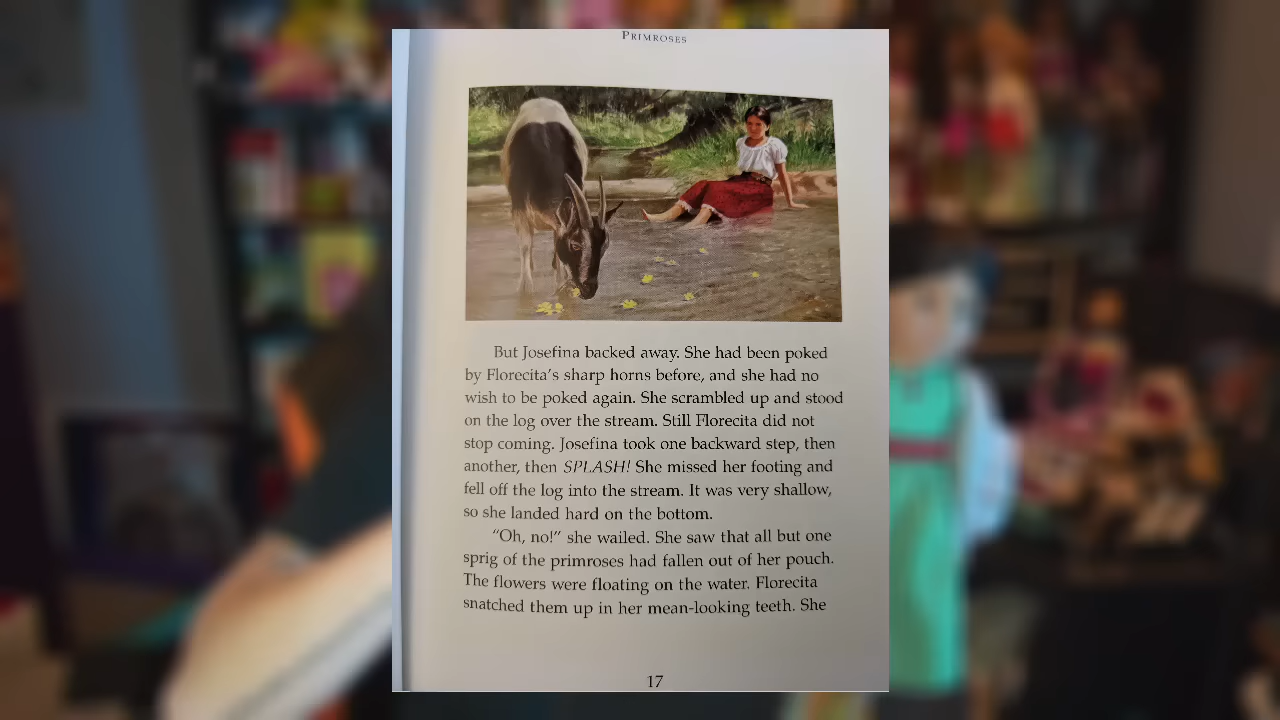 PRIMROSES
But Josefina backed away. She had been poked
by Florecita's sharp horns before, and she had no
wish to be poked again. She scrambled up and stood
on the log over the stream. Still Florecita did not
stop coming. Josefina took one backward step, then
another, then SPLASH! She missed her footing and
fell off the log into the stream. It was very shallow,
so she landed hard on the bottom.
“Oh, no!” she wailed. She saw that all but one
sprig of the primroses had fallen out of her pouch.
The flowers were floating on the water. Florecita
snatched them up in her mean-looking teeth. She
17